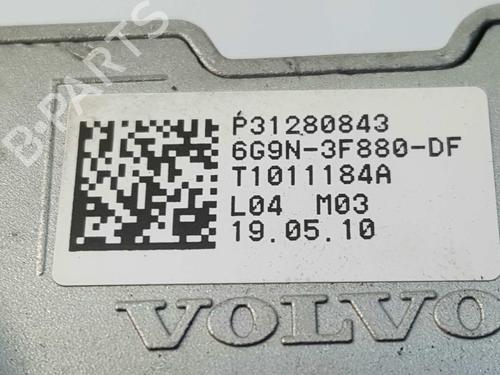 B-PARTS
P31280843
6G9N-3F880-DF
T1011184A
L04 M03
19.05.10
VOLVO